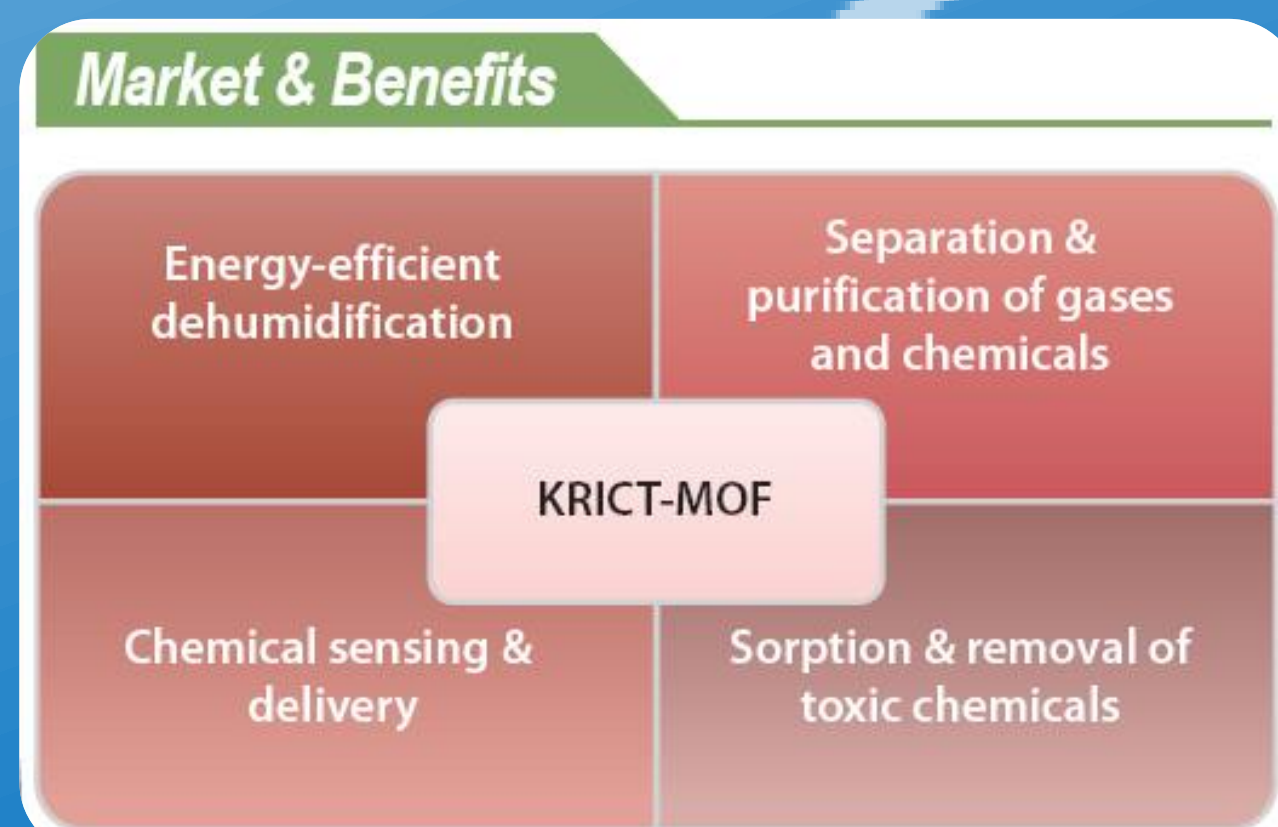 Market & Benefits
Energy-efficient
dehumidification
Separation &
purification of gases
and chemicals
KRICT-MOF
Chemical sensing &
delivery
Sorption & removal of
toxic chemicals